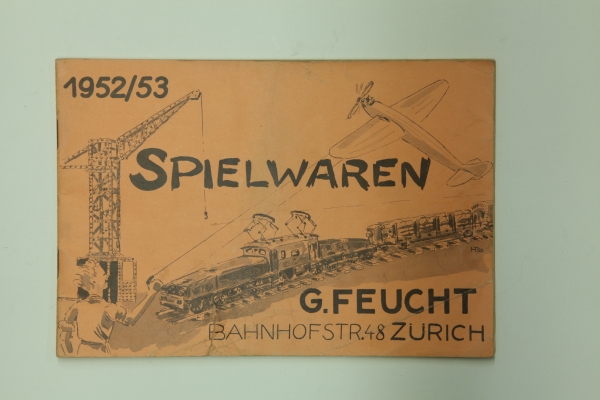 1952/53
SPIELWAREN
G. FEUCHT
BAHNHOFSTR. 48 ZÜRICH